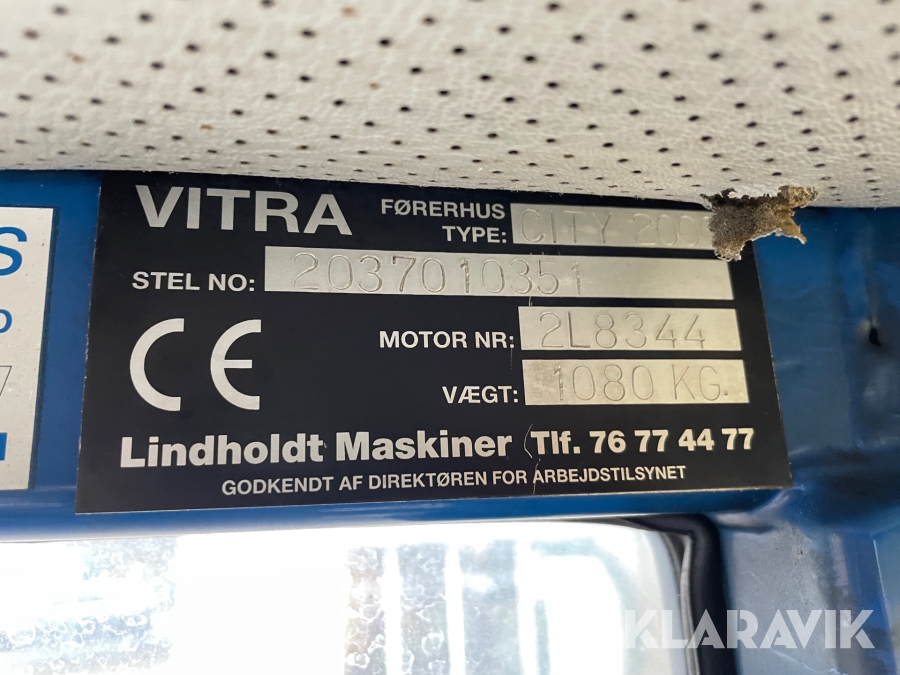 VITRA
FØRERHUS TYPE: CITY 200
STEL NO: 2037010351
CE
MOTOR NR: 2L8344
VÆGT: 1080 KG.
Lindholdt Maskiner Tlf. 76 77 44 77
GODKENDT AF DIREKTØREN FOR ARBEJDSTILSYNET
S
7
KLARAVIK